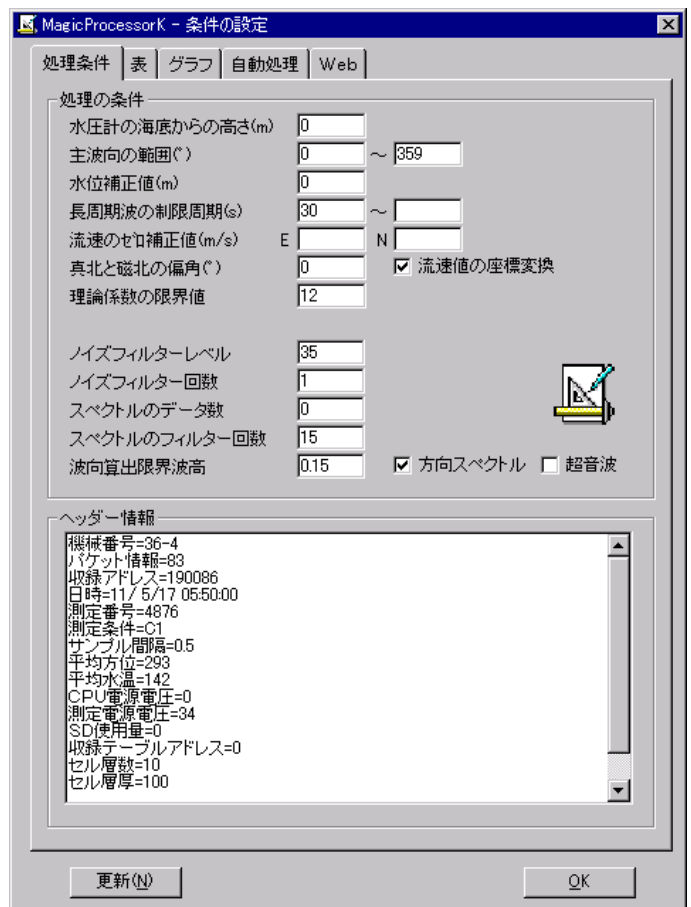 MagicProcessorK - 条件の設定
処理条件 表 グラフ 自動処理 Web
処理の条件
水圧計の海底からの高さ(m) 0
主波向の範囲(°) 0 ～ 359
水位補正値(m) 0
長周期波の制限周期(s) 30 ～
流速のゼロ補正値(m/s) E N
真北と磁北の偏角(°) 0 流速値の座標変換
理論係数の限界値 12
ノイズフィルターレベル 35
ノイズフィルター回数 1
スペクトルのデータ数 0
スペクトルのフィルター回数 15
波向算出限界波高 0.15 方向スペクトル 超音波
ヘッダー情報
機械番号=36-4
パケット情報=83
収録アドレス=190086
日時=11/ 5/17 05:50:00
測定番号=4876
測定条件=C1
サンプル間隔=0.5
平均方位=293
平均水温=142
CPU電源電圧=0
測定電源電圧=34
SD使用量=0
収録テーブルアドレス=0
セル層数=10
セル層厚=100
更新(N) OK